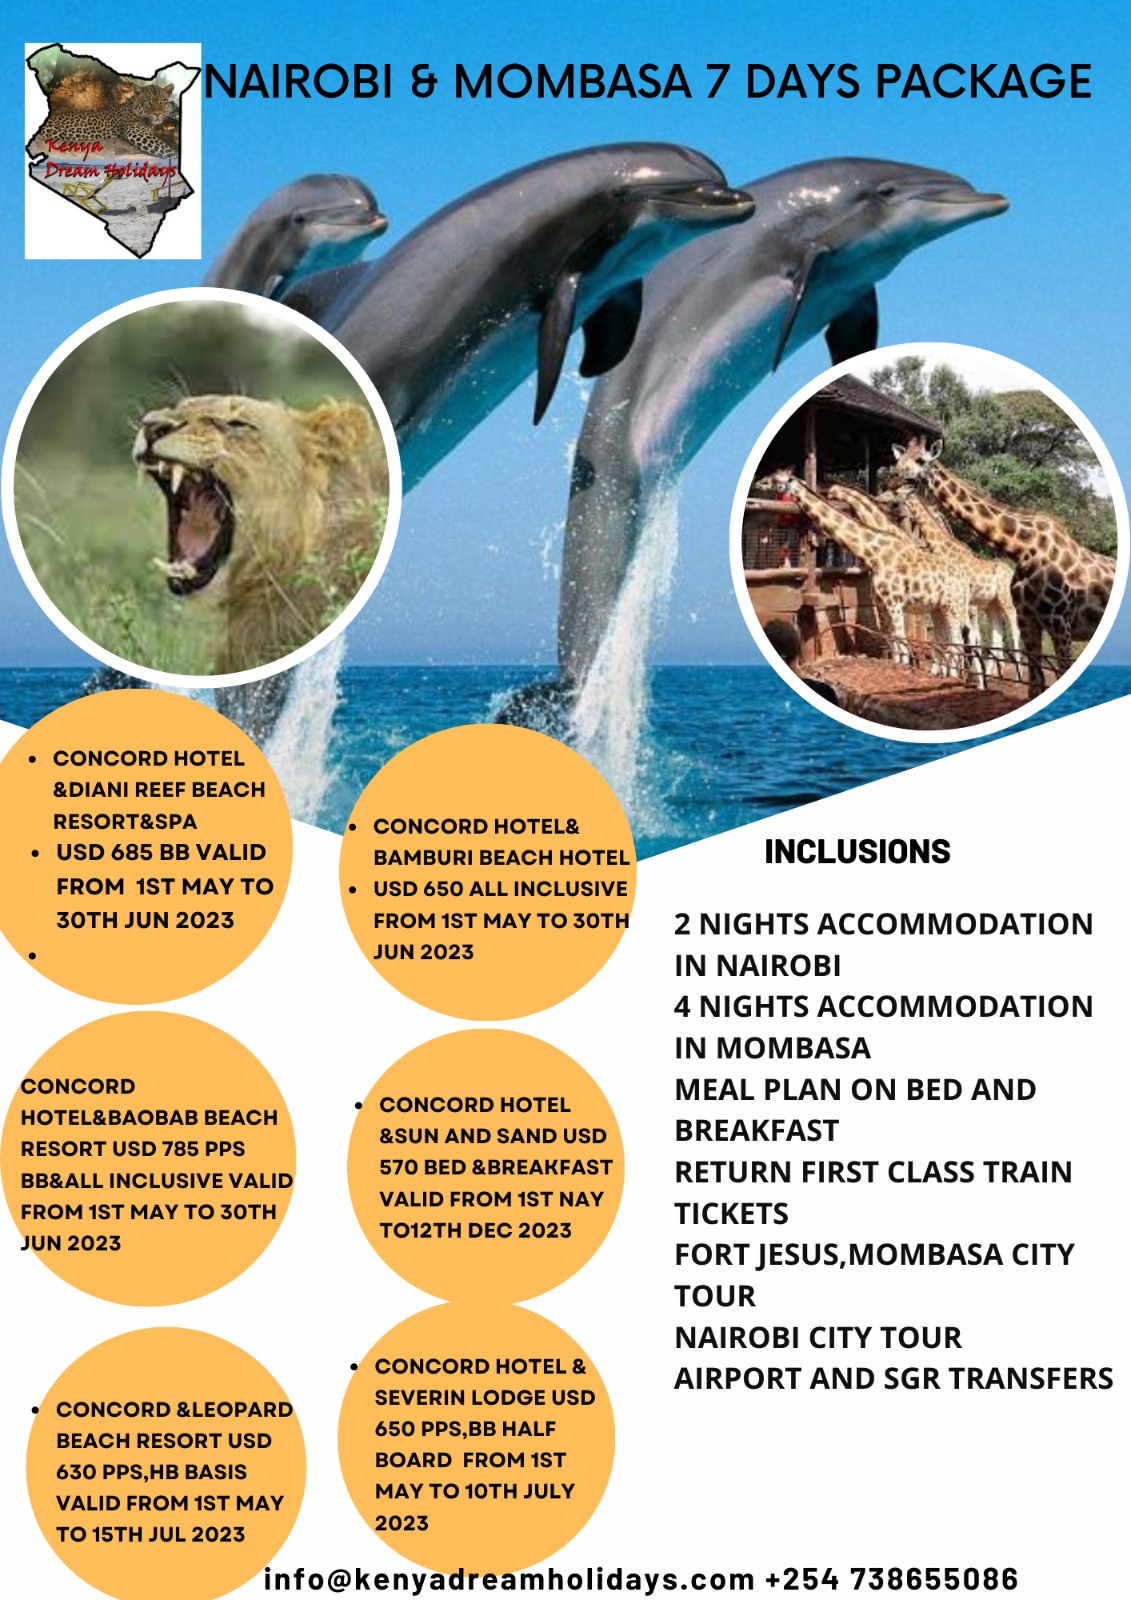 NAIROBI & MOMBASA 7 DAYS PACKAGE
Kenya
Dream Holidays
• CONCORD HOTEL
&DIANI REEF BEACH
RESORT&SPA
• USD 685 BB VALID
FROM 1ST MAY TO
30TH JUN 2023
•
• CONCORD HOTEL&
BAMBURI BEACH HOTEL
• USD 650 ALL INCLUSIVE
FROM 1ST MAY TO 30TH
JUN 2023
CONCORD
HOTEL&BAOBAB BEACH
RESORT USD 785 PPS
BB&ALL INCLUSIVE VALID
FROM 1ST MAY TO 30TH
JUN 2023
• CONCORD HOTEL
&SUN AND SAND USD
570 BED &BREAKFAST
VALID FROM 1ST NAY
TO12TH DEC 2023
• CONCORD &LEOPARD
BEACH RESORT USD
630 PPS,HB BASIS
VALID FROM 1ST MAY
TO 15TH JUL 2023
• CONCORD HOTEL &
SEVERIN LODGE USD
650 PPS,BB HALF
BOARD FROM 1ST
MAY TO 10TH JULY
2023
INCLUSIONS
2 NIGHTS ACCOMMODATION
IN NAIROBI
4 NIGHTS ACCOMMODATION
IN MOMBASA
MEAL PLAN ON BED AND
BREAKFAST
RETURN FIRST CLASS TRAIN
TICKETS
FORT JESUS,MOMBASA CITY
TOUR
NAIROBI CITY TOUR
AIRPORT AND SGR TRANSFERS
info@kenyadreamholidays.com +254 738655086